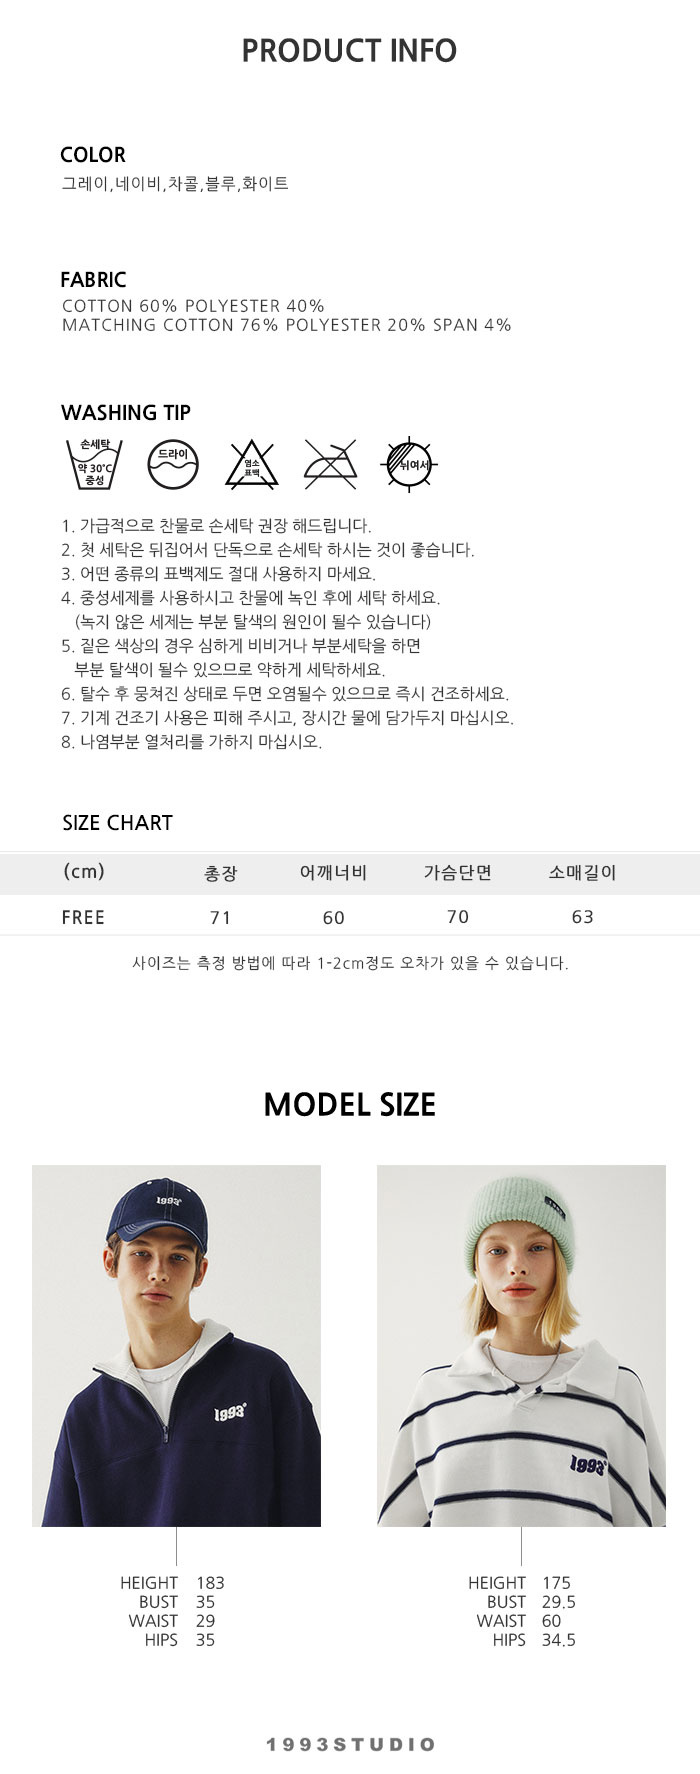 PRODUCT INFO
COLOR
그레이,네이비,차콜,블루,화이트
FABRIC
COTTON 60% POLYESTER 40%
MATCHING COTTON 76% POLYESTER 20% SPAN 4%
WASHING TIP
손세탁
약 30°C
중성
드라이
염소
표백
뉘여서
1. 가급적으로 찬물로 손세탁 권장 해드립니다.
2. 첫 세탁은 뒤집어서 단독으로 손세탁 하시는 것이 좋습니다.
3. 어떤 종류의 표백제도 절대 사용하지 마세요.
4. 중성세제를 사용하시고 찬물에 녹인 후에 세탁 하세요.
(녹지 않은 세제는 부분 탈색의 원인이 될수 있습니다)
5. 짙은 색상의 경우 심하게 비비거나 부분세탁을 하면
부분 탈색이 될수 있으므로 약하게 세탁하세요.
6. 탈수 후 뭉쳐진 상태로 두면 오염될수 있으므로 즉시 건조하세요.
7. 기계 건조기 사용은 피해 주시고, 장시간 물에 담가두지 마십시오.
8. 나염부분 열처리를 가하지 마십시오.
SIZE CHART
(cm) 총장 어깨너비 가슴단면 소매길이
FREE 71 60 70 63
사이즈는 측정 방법에 따라 1-2cm정도 오차가 있을 수 있습니다.
MODEL SIZE
1993
1993
1993
1993
HEIGHT 183
BUST 35
WAIST 29
HIPS 35
HEIGHT 175
BUST 29.5
WAIST 60
HIPS 34.5
1993STUDIO